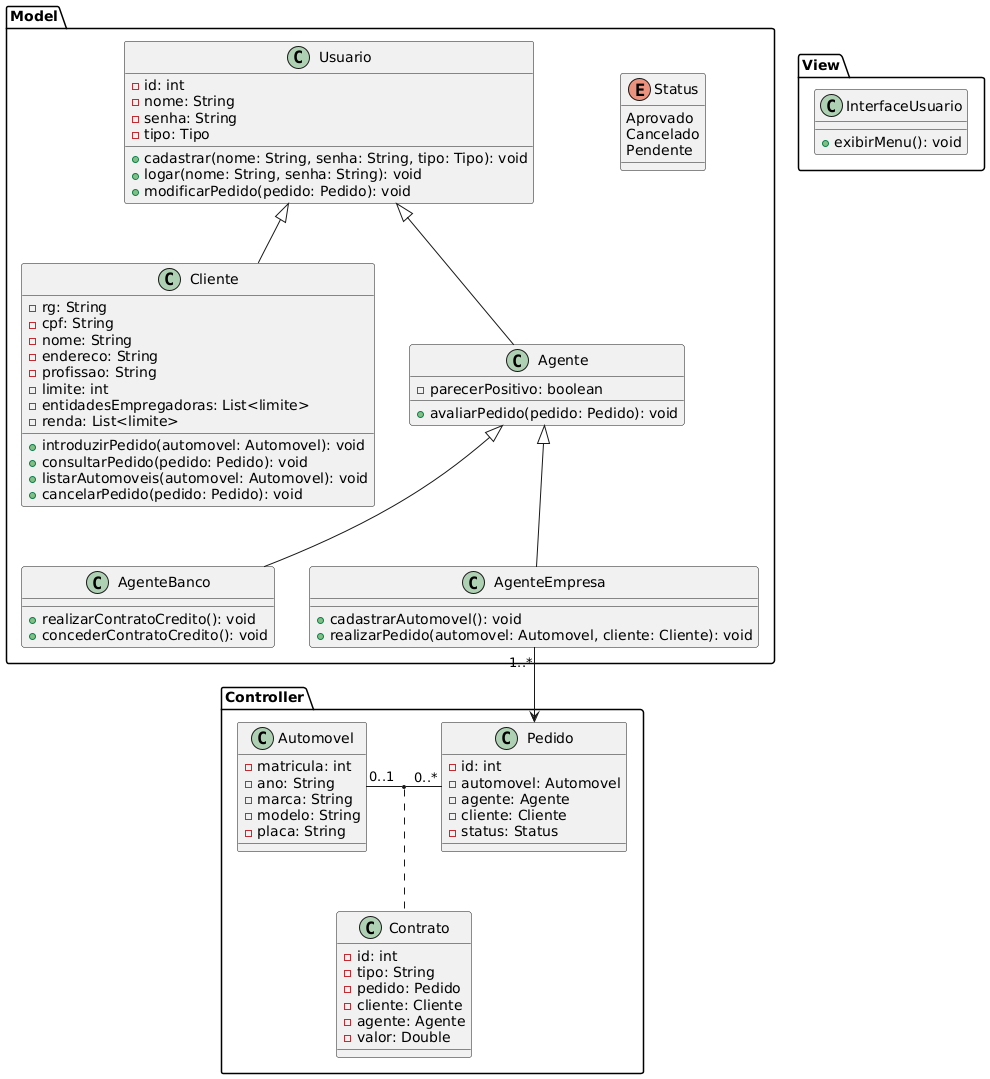 Model
C Usuario
id: int
nome: String
senha: String
tipo: Tipo
cadastrar(nome: String, senha: String, tipo: Tipo): void
logar(nome: String, senha: String): void
modificarPedido(pedido: Pedido): void
E Status
Aprovado
Cancelado
Pendente
View
C InterfaceUsuario
exibirMenu(): void
C Cliente
rg: String
cpf: String
nome: String
endereco: String
profissao: String
limite: int
entidadesEmpregadoras: List<limite>
renda: List<limite>
introduzirPedido(automovel: Automovel): void
consultarPedido(pedido: Pedido): void
listarAutomoveis(automovel: Automovel): void
cancelarPedido(pedido: Pedido): void
C Agente
parecerPositivo: boolean
avaliarPedido(pedido: Pedido): void
C AgenteBanco
realizarContratoCredito(): void
concederContratoCredito(): void
C AgenteEmpresa
cadastrarAutomovel(): void
realizarPedido(automovel: Automovel, cliente: Cliente): void
1..*
Controller
C Automovel
matricula: int
ano: String
marca: String
modelo: String
placa: String
0..1
0..*
C Pedido
id: int
automovel: Automovel
agente: Agente
cliente: Cliente
status: Status
C Contrato
id: int
tipo: String
pedido: Pedido
cliente: Cliente
agente: Agente
valor: Double